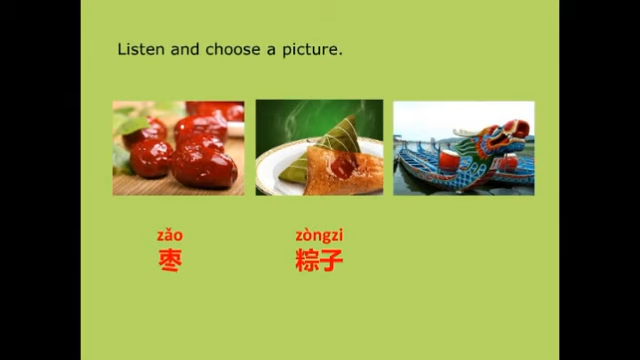 Listen and choose a picture.
zǎo
zòngzi
枣
粽子